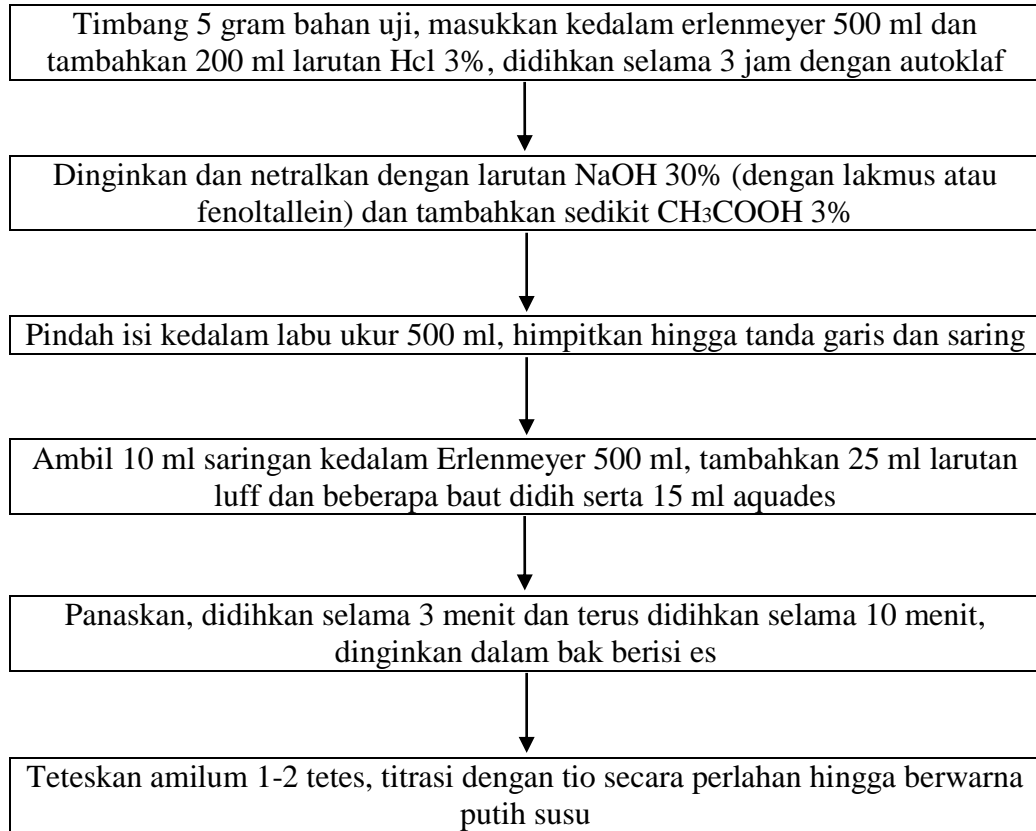 Timbang 5 gram bahan uji, masukkan kedalam erlenmeyer 500 ml dan
tambahkan 200 ml larutan Hcl 3%, didihkan selama 3 jam dengan autoklaf
Dinginkan dan netralkan dengan larutan NaOH 30% (dengan lakmus atau
fenoltallein) dan tambahkan sedikit CH₃COOH 3%
Pindah isi kedalam labu ukur 500 ml, himpitkan hingga tanda garis dan saring
Ambil 10 ml saringan kedalam Erlenmeyer 500 ml, tambahkan 25 ml larutan
luff dan beberapa baut didih serta 15 ml aquades
Panaskan, didihkan selama 3 menit dan terus didihkan selama 10 menit,
dinginkan dalam bak berisi es
Teteskan amilum 1-2 tetes, titrasi dengan tio secara perlahan hingga berwarna
putih susu